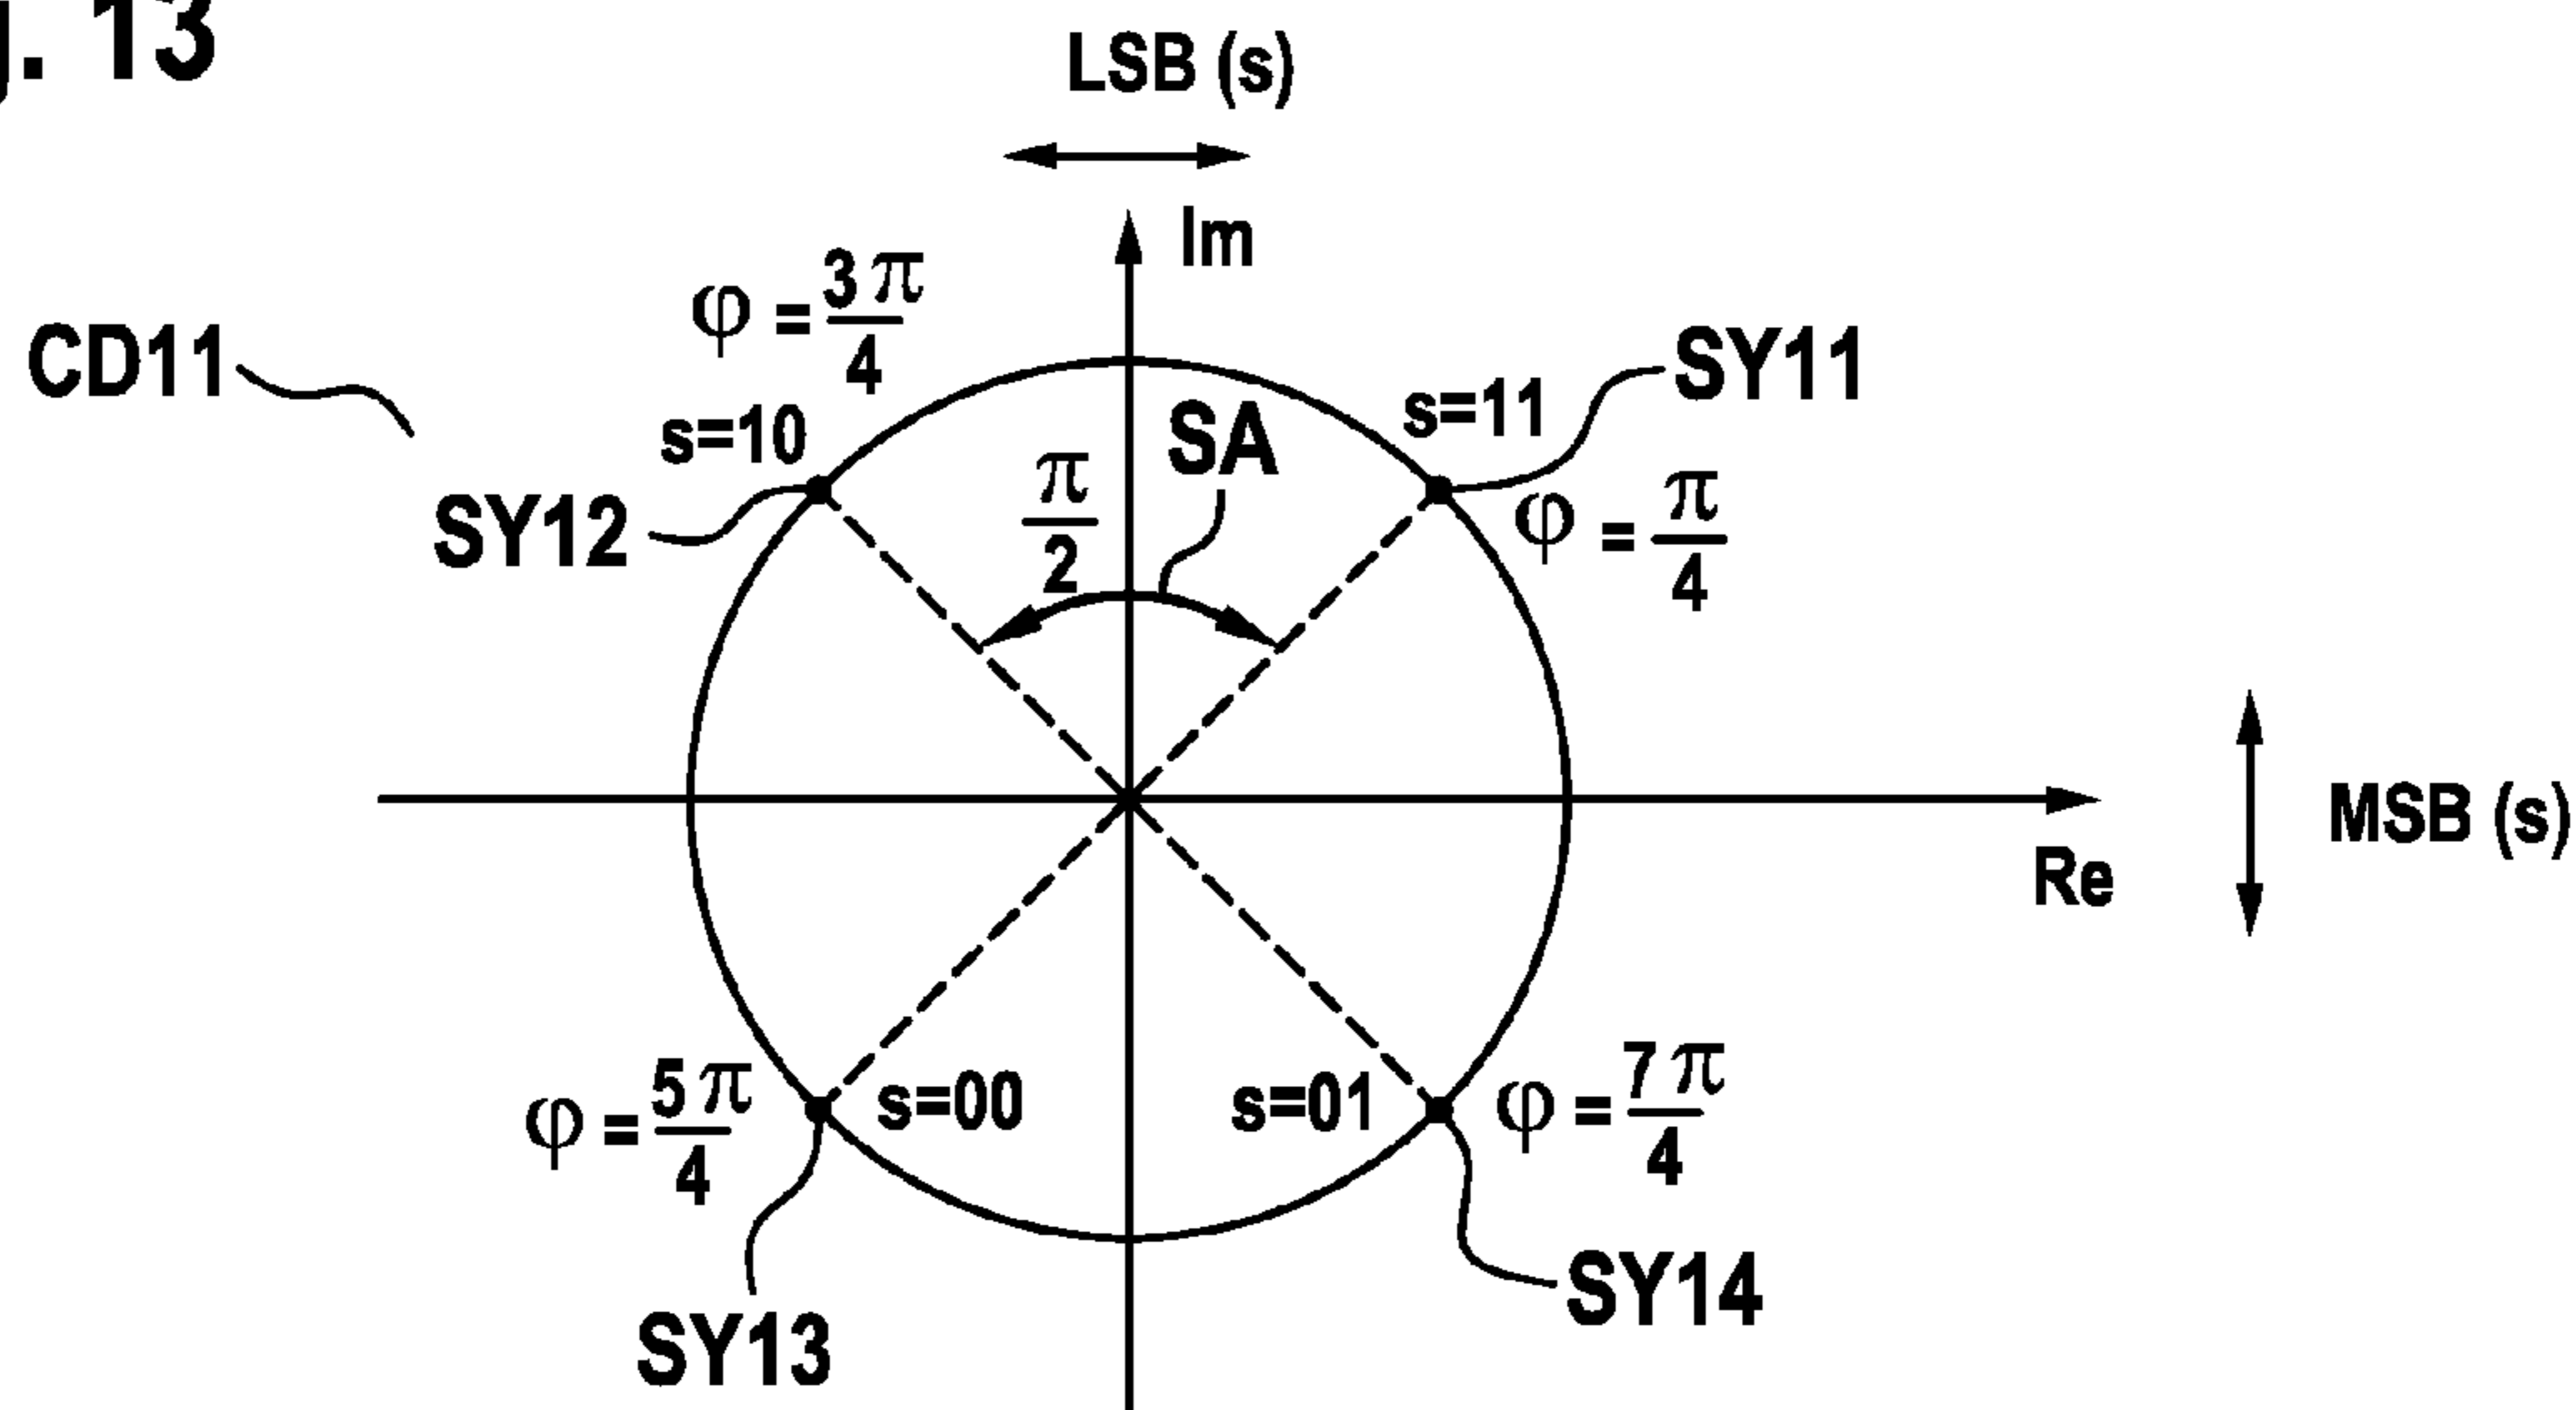 g. 13
LSB (s)
Im
φ = 3π/4
CD11
s=10
SY12
SA
π/2
s=11
SY11
φ = π/4
Re
MSB (s)
φ = 5π/4
s=00
s=01
φ = 7π/4
SY13
SY14